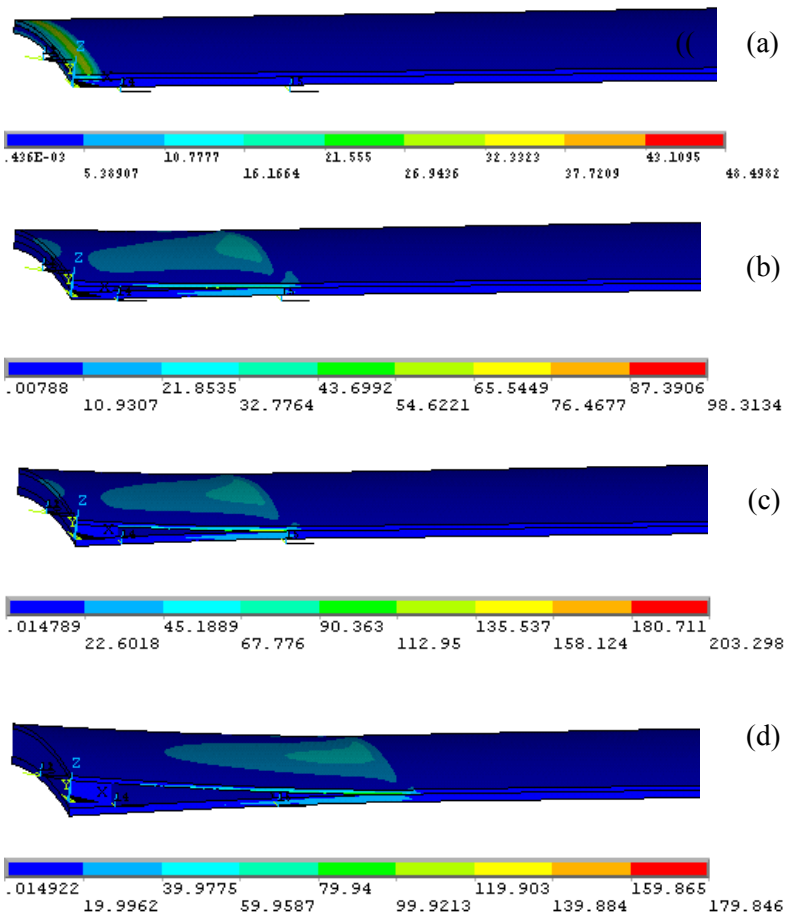 ((
(a)
Z
.436E-03 10.7777 21.555 32.3323 43.1095
5.38907 16.1664 26.9436 37.7209 48.4982
(b)
Z
.00788 21.8535 43.6992 65.5449 87.3906
10.9307 32.7764 54.6221 76.4677 98.3134
(c)
Z
Y
X
.014789 45.1889 90.363 135.537 180.711
22.6018 67.776 112.95 158.124 203.298
(d)
Z
Y
X
.014922 39.9775 79.94 119.903 159.865
19.9962 59.9587 99.9213 139.884 179.846